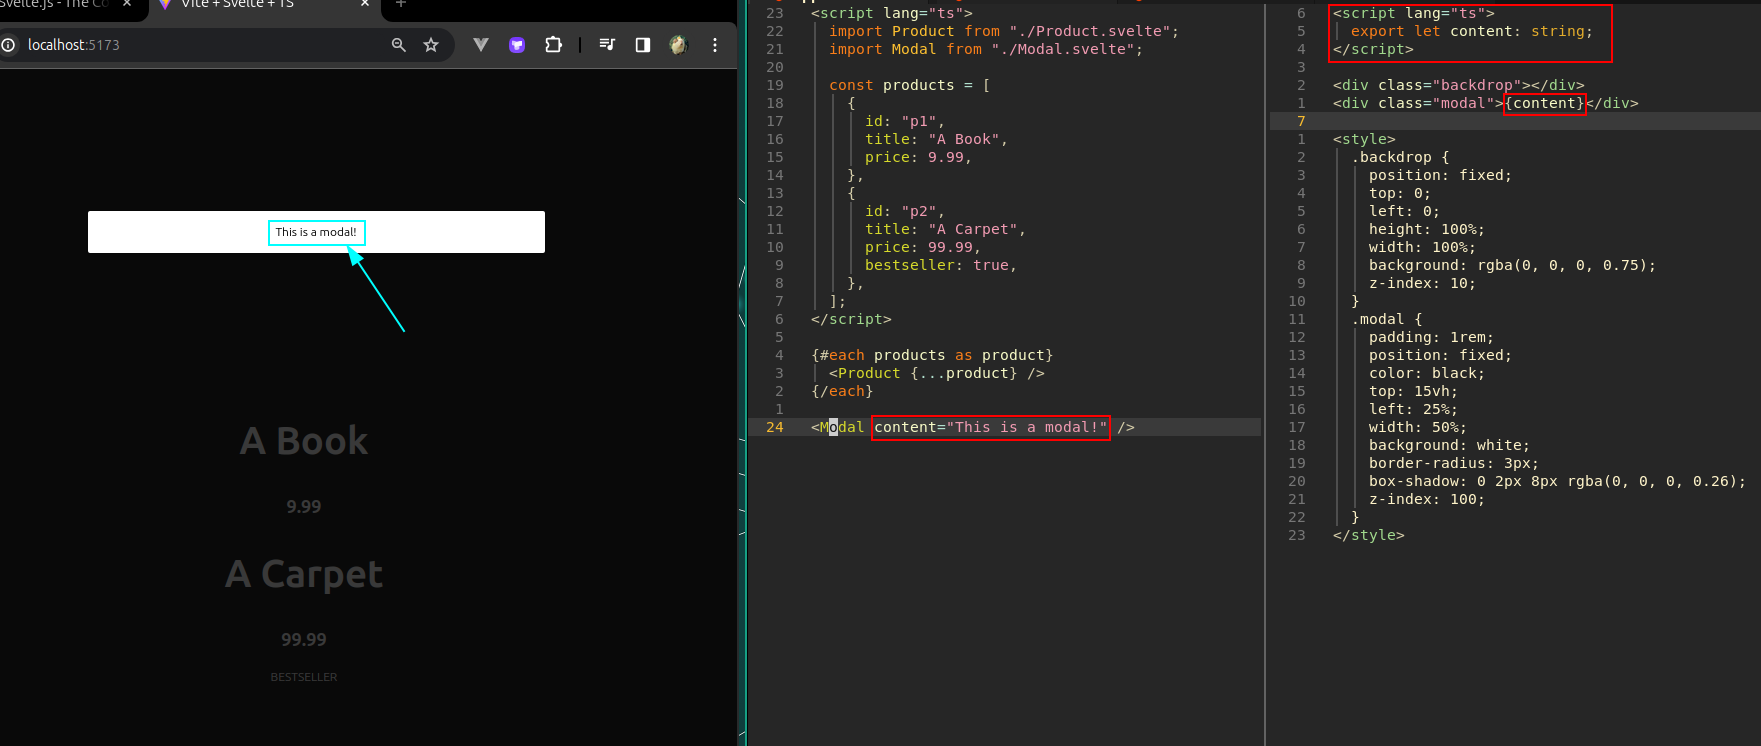 Svelte.js - The Co
Vite + Svelte + TS
localhost:5173
This is a modal!
A Book
9.99
A Carpet
99.99
BESTSELLER
23 <script lang="ts">
22 import Product from "./Product.svelte";
21 import Modal from "./Modal.svelte";
20
19 const products = [
18 {
17 id: "p1",
16 title: "A Book",
15 price: 9.99,
14 },
13 {
12 id: "p2",
11 title: "A Carpet",
10 price: 99.99,
9 bestseller: true,
8 },
7 ];
6 </script>
5
4 {#each products as product}
3 <Product {...product} />
2 {/each}
1
24 <Modal content="This is a modal!" />
6 <script lang="ts">
5 export let content: string;
4 </script>
3
2 <div class="backdrop"></div>
1 <div class="modal">{content}</div>
7
1 <style>
2 .backdrop {
3 position: fixed;
4 top: 0;
5 left: 0;
6 height: 100%;
7 width: 100%;
8 background: rgba(0, 0, 0, 0.75);
9 z-index: 10;
10 }
11 .modal {
12 padding: 1rem;
13 position: fixed;
14 color: black;
15 top: 15vh;
16 left: 25%;
17 width: 50%;
18 background: white;
19 border-radius: 3px;
20 box-shadow: 0 2px 8px rgba(0, 0, 0, 0.26);
21 z-index: 100;
22 }
23 </style>